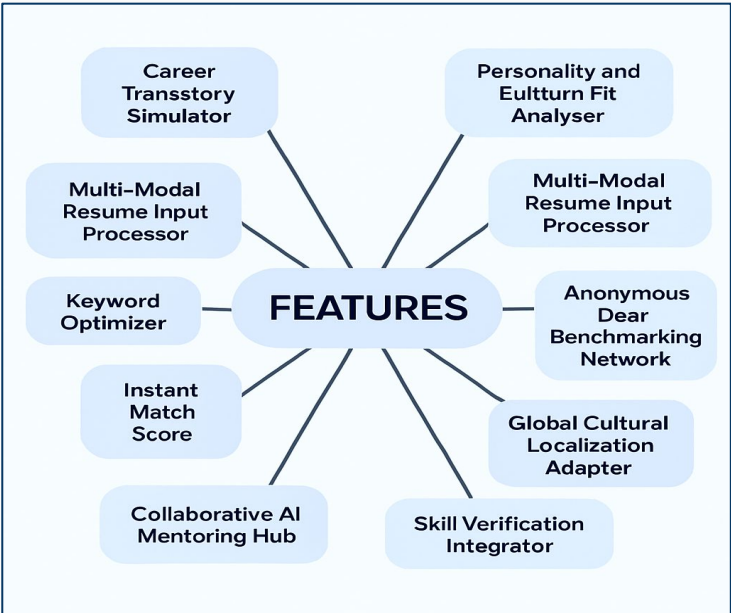 Career
Transstory
Simulator
Personality and
Eultturn Fit
Analyser
Multi-Modal
Resume Input
Processor
Multi-Modal
Resume Input
Processor
Keyword
Optimizer
FEATURES
Anonymous
Dear
Benchmarking
Network
Instant
Match
Score
Global Cultural
Localization
Adapter
Collaborative AI
Mentoring Hub
Skill Verification
Integrator